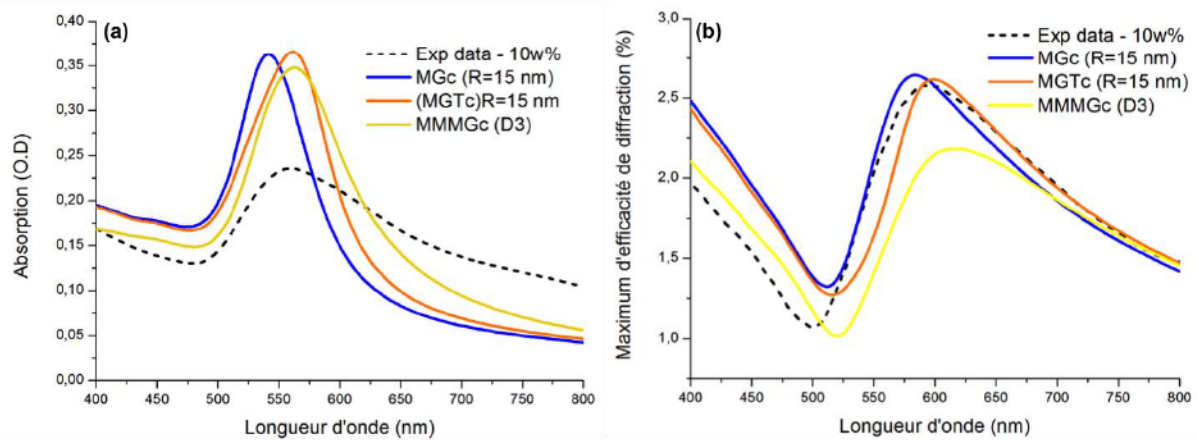 (a)
0,40
0,35
0,30
0,25
0,20
0,15
0,10
0,05
0,00
Absorption (O.D)
Exp data - 10w%
MGc (R=15 nm)
(MGTc)R=15 nm
MMMGc (D3)
400 450 500 550 600 650 700 750 800
Longueur d'onde (nm)
(b)
3,0
2,5
2,0
1,5
1,0
Maximum d'efficacité de diffraction (%)
Exp data - 10w%
MGc (R=15 nm)
MGTc (R=15 nm)
MMMGc (D3)
400 450 500 550 600 650 700 750 800
Longueur d'onde (nm)